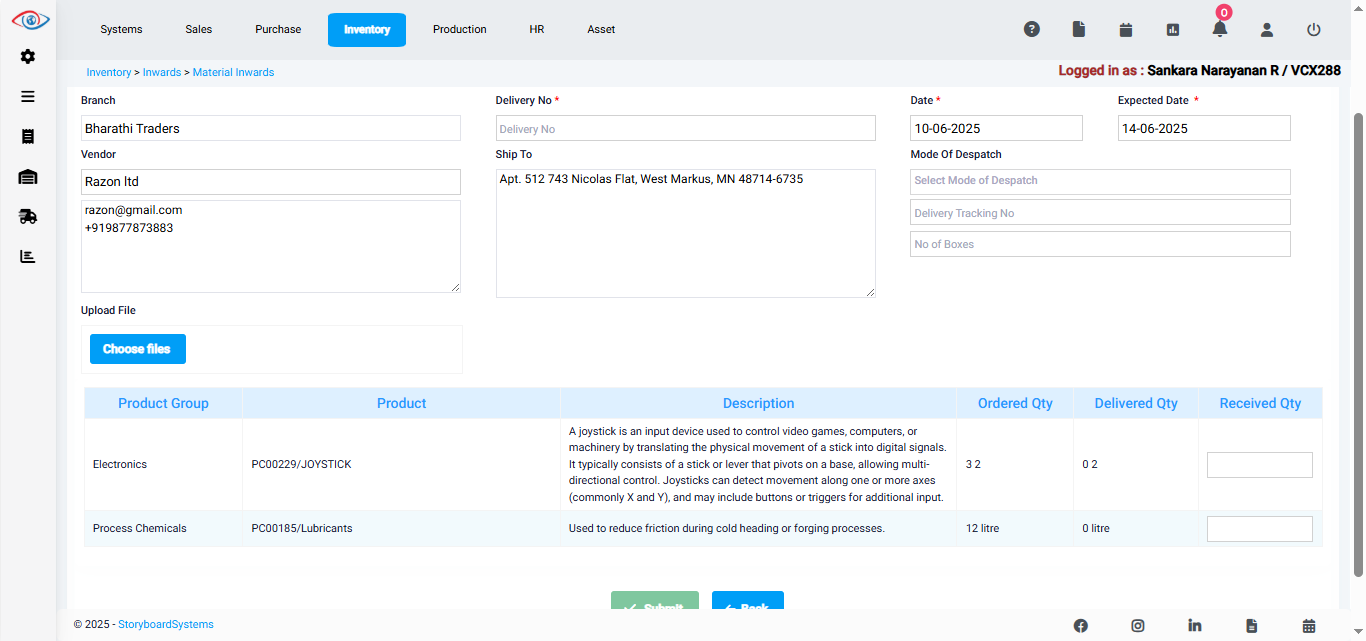 Systems Sales Purchase Inventory Production HR Asset
0
Inventory > Inwards > Material Inwards
Logged in as : Sankara Narayanan R / VCX288
Branch
Bharathi Traders
Vendor
Razon ltd
razon@gmail.com
+919877873883
Upload File
Choose files
Delivery No *
Delivery No
Ship To
Apt. 512 743 Nicolas Flat, West Markus, MN 48714-6735
Date *
10-06-2025
Expected Date *
14-06-2025
Mode Of Despatch
Select Mode of Despatch
Delivery Tracking No
No of Boxes
Product Group Product Description Ordered Qty Delivered Qty Received Qty
Electronics
PC00229/JOYSTICK
A joystick is an input device used to control video games, computers, or
machinery by translating the physical movement of a stick into digital signals.
It typically consists of a stick or lever that pivots on a base, allowing multi-
directional control. Joysticks can detect movement along one or more axes
(commonly X and Y), and may include buttons or triggers for additional input.
3 2
0 2
Process Chemicals PC00185/Lubricants Used to reduce friction during cold heading or forging processes. 12 litre 0 litre
Submit Back
© 2025 - StoryboardSystems